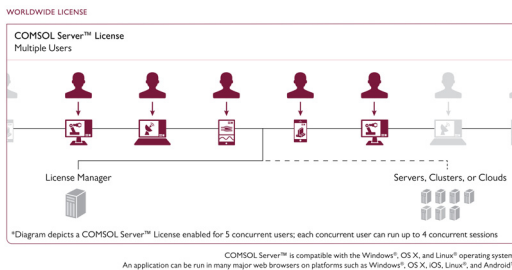 WORLDWIDE LICENSE
COMSOL Server™ License
Multiple Users
License Manager
Servers, Clusters, or Clouds
*Diagram depicts a COMSOL Server™ License enabled for 5 concurrent users; each concurrent user can run up to 4 concurrent sessions
COMSOL Server™ is compatible with the Windows®, OS X, and Linux® operating system
An application can be run in many major web browsers on platforms such as Windows®, OS X, iOS, Linux®, and Android™